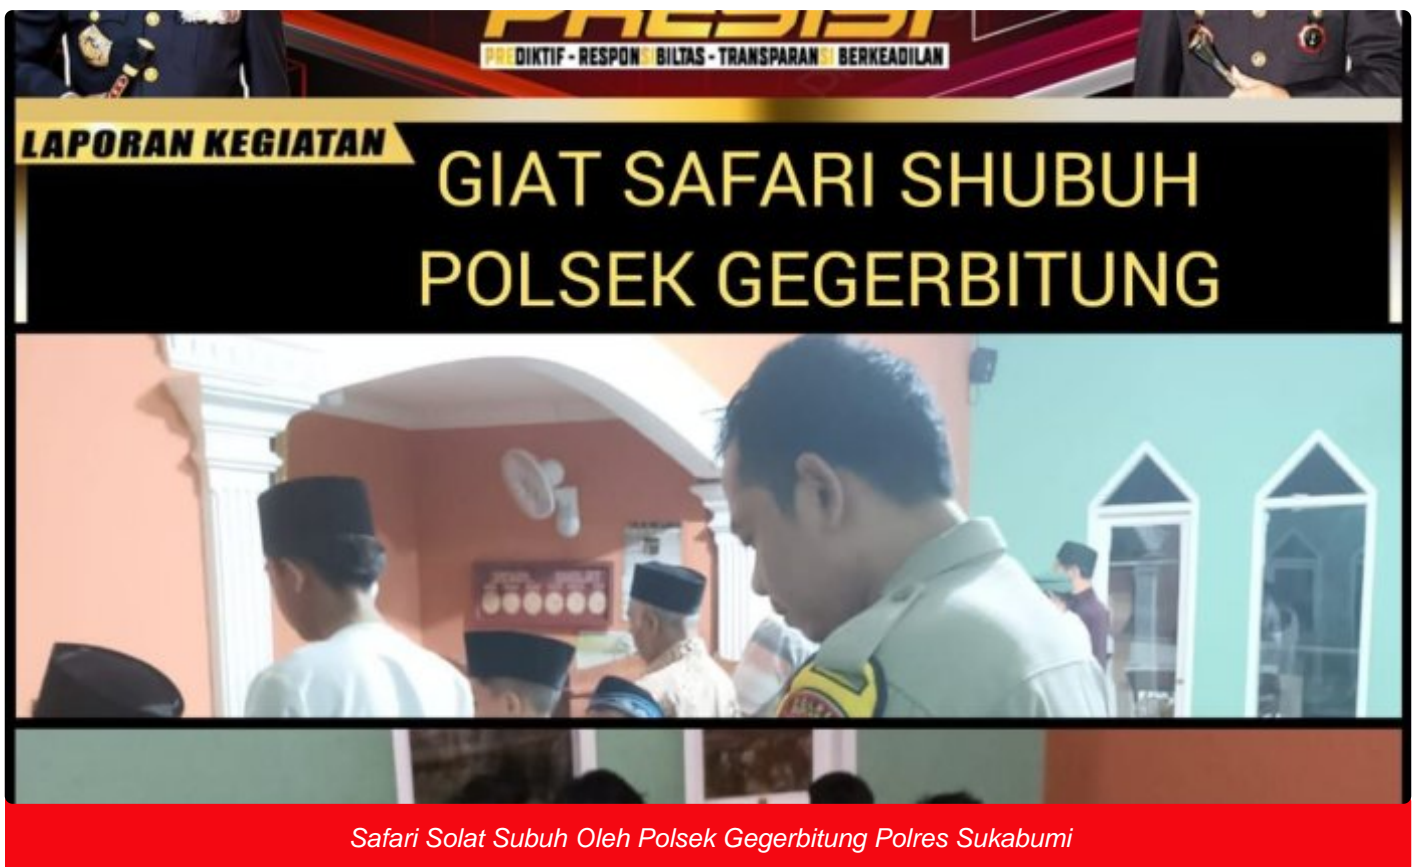 PRESISI
PREDIKTIF - RESPONSIBILTAS - TRANSPARANSI BERKEADILAN
LAPORAN KEGIATAN
GIAT SAFARI SHUBUH
POLSEK GEGERBITUNG
Safari Solat Subuh Oleh Polsek Gegerbitung Polres Sukabumi